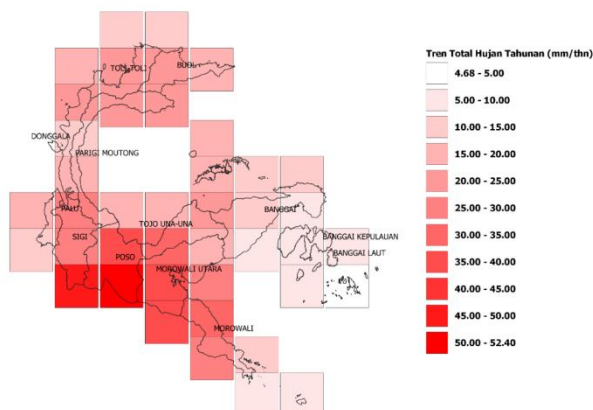 Tren Total Hujan Tahunan (mm/thn)
4.68 - 5.00
5.00 - 10.00
10.00 - 15.00
15.00 - 20.00
20.00 - 25.00
25.00 - 30.00
30.00 - 35.00
35.00 - 40.00
40.00 - 45.00
45.00 - 50.00
50.00 - 52.40
TOLI-TOLI
BUOL
DONGGALA
PARIGI MOUTONG
PALU
TOJO UNA-UNA
BANGGAI
SIGI
BANGGAI KEPULAUAN
POSO
BANGGAI LAUT
MOROWALI UTARA
MOROWALI